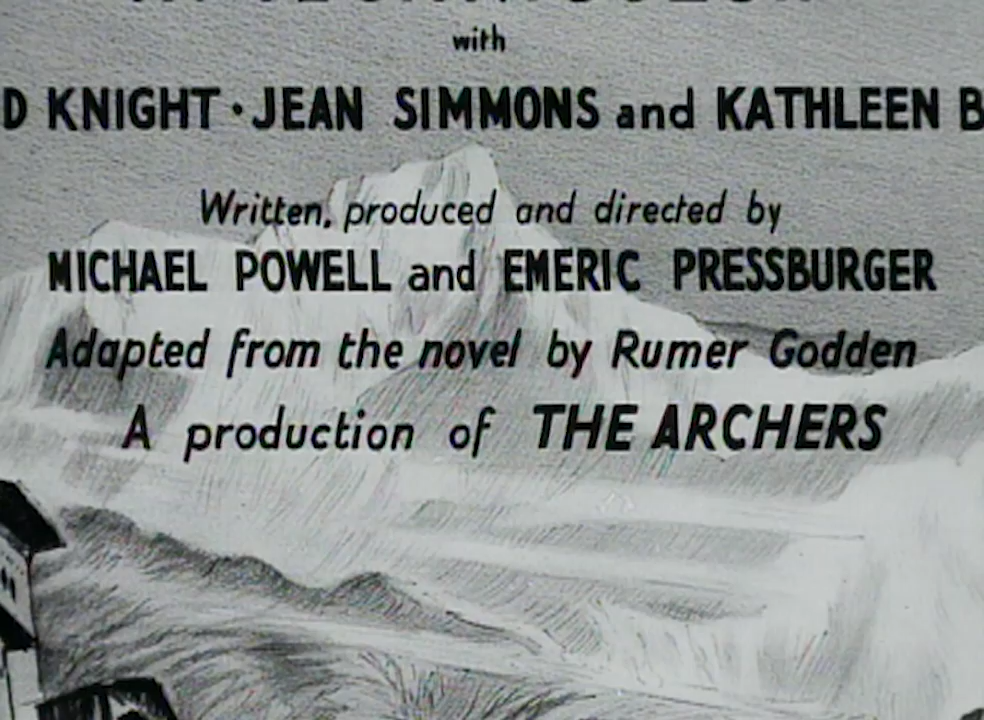 with
D KNIGHT · JEAN SIMMONS and KATHLEEN B
Written, produced and directed by
MICHAEL POWELL and EMERIC PRESSBURGER
Adapted from the novel by Rumer Godden
A production of THE ARCHERS